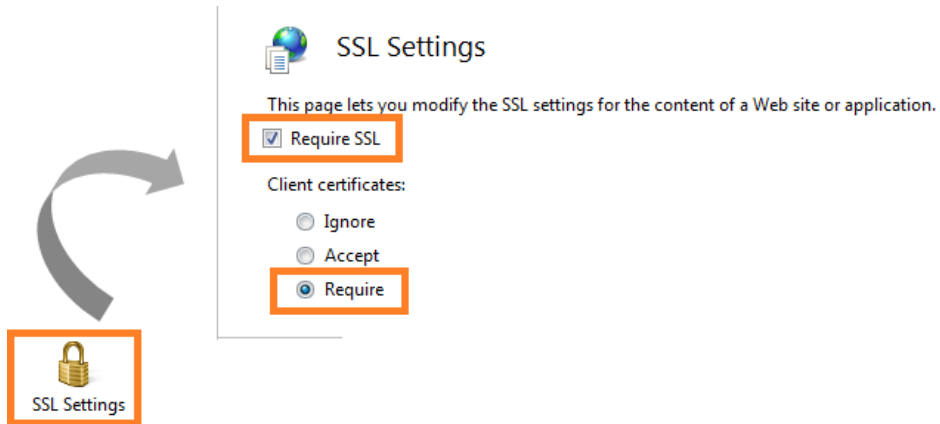 SSL Settings
This page lets you modify the SSL settings for the content of a Web site or application.
Require SSL
Client certificates:
Ignore
Accept
Require
SSL Settings